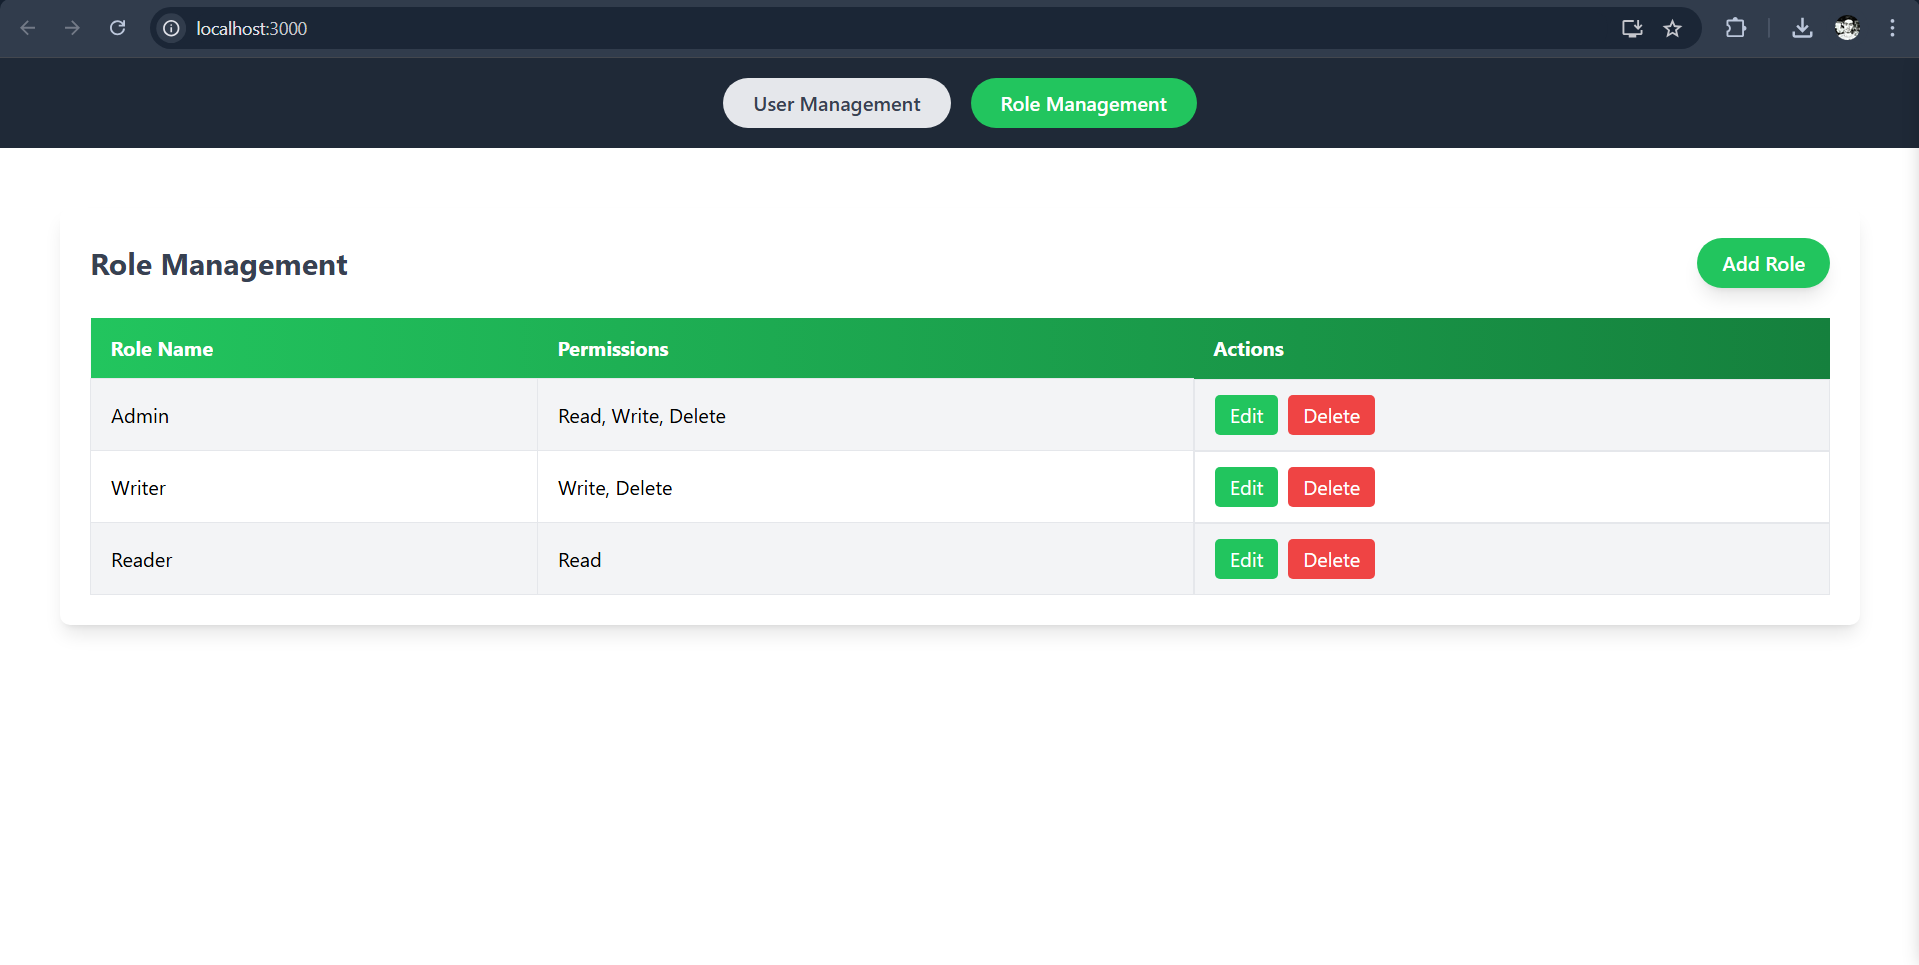 localhost:3000
User Management Role Management
Role Management Add Role
Role Name Permissions Actions
Admin Read, Write, Delete Edit Delete
Writer Write, Delete Edit Delete
Reader Read Edit Delete